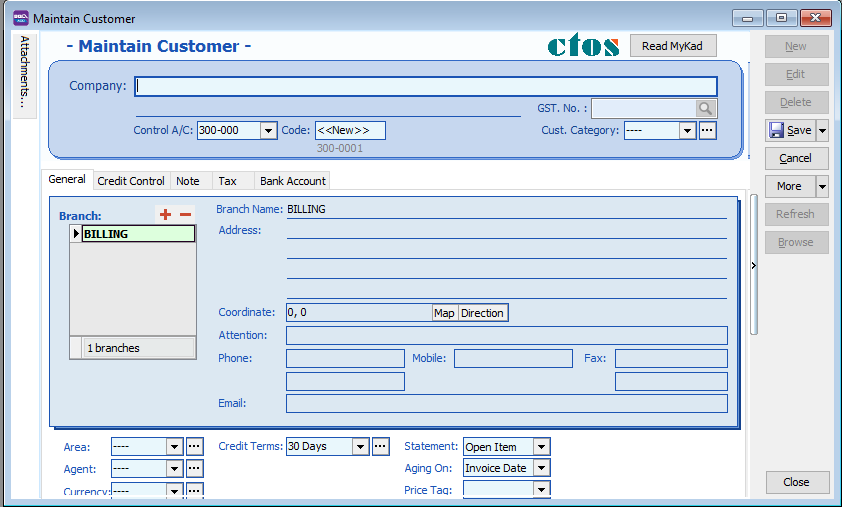 Maintain Customer
Attachments...
- Maintain Customer -
ctos
Read MyKad
New
Edit
Delete
Save
Cancel
More
Refresh
Browse
Close
Company:
GST. No. :
Control A/C: 300-000 Code: <<New>> Cust. Category: ---- ...
300-0001
General Credit Control Note Tax Bank Account
Branch: + −
BILLING
1 branches
Branch Name: BILLING
Address:
Coordinate: 0, 0 Map Direction
Attention:
Phone: Mobile: Fax:
Email:
Area: ---- ... Credit Terms: 30 Days ... Statement: Open Item
Agent: ---- ... Aging On: Invoice Date
Currency: ---- ... Price Tag: